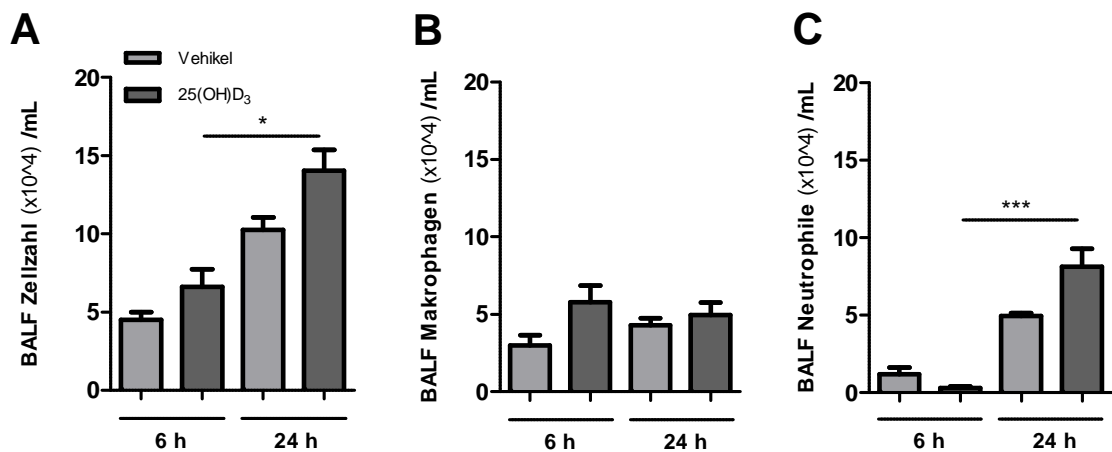 A
Vehikel
25(OH)D₃
BALF Zellzahl (x10^4) /mL
20
15
10
5
0
*
6 h
24 h
B
BALF Makrophagen (x10^4) /mL
20
15
10
5
0
6 h
24 h
C
BALF Neutrophile (x10^4) /mL
20
15
10
5
0
***
6 h
24 h